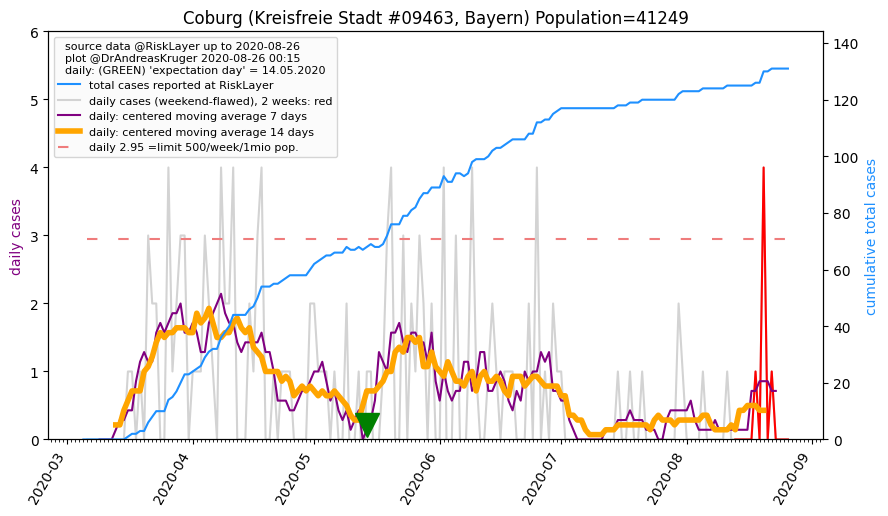 Coburg (Kreisfreie Stadt #09463, Bayern) Population=41249
source data @RiskLayer up to 2020-08-26
plot @DrAndreasKruger 2020-08-26 00:15
daily: (GREEN) 'expectation day' = 14.05.2020
total cases reported at RiskLayer
daily cases (weekend-flawed), 2 weeks: red
daily: centered moving average 7 days
daily: centered moving average 14 days
daily 2.95 =limit 500/week/1mio pop.
daily cases
6
5
4
3
2
1
0
cumulative total cases
140
120
100
80
60
40
20
0
2020-03
2020-04
2020-05
2020-06
2020-07
2020-08
2020-09